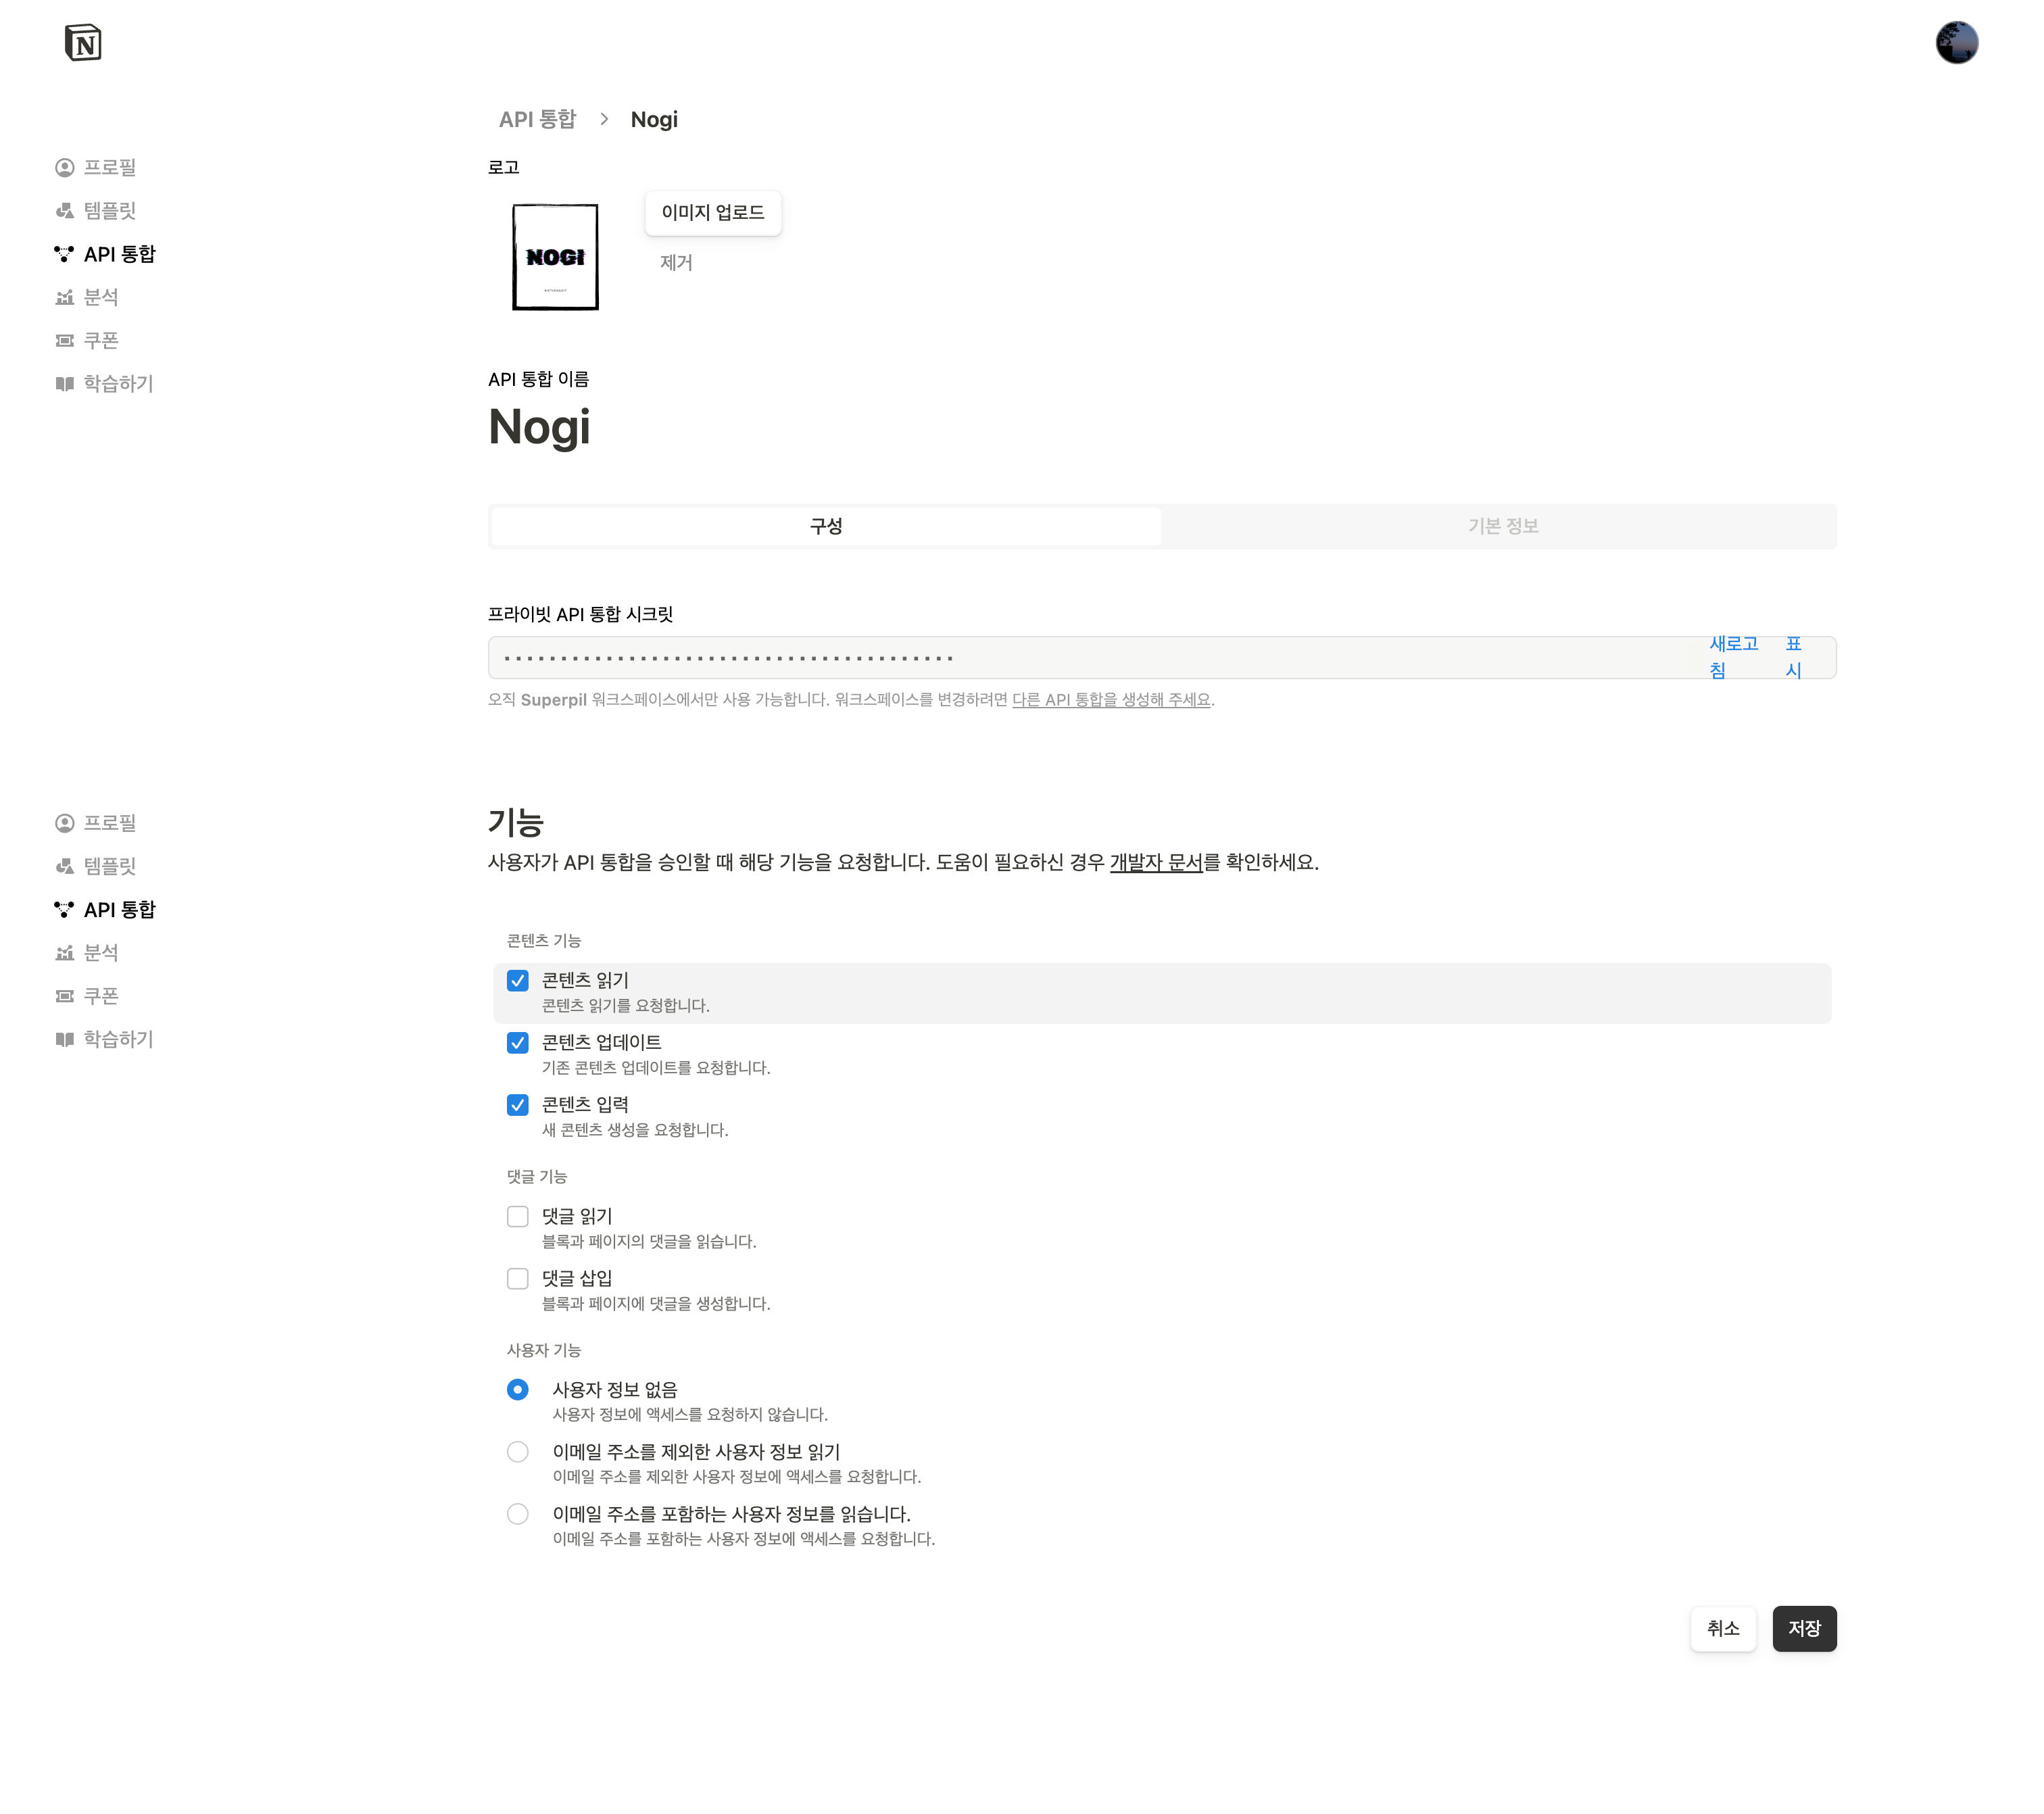 N
API 통합 > Nogi
프로필
템플릿
API 통합
분석
쿠폰
학습하기
로고
NOGI
이미지 업로드
제거
API 통합 이름
Nogi
구성
기본 정보
프라이빗 API 통합 시크릿
새로고침
표시
오직 Superpil 워크스페이스에서만 사용 가능합니다. 워크스페이스를 변경하려면 다른 API 통합을 생성해 주세요.
프로필
템플릿
API 통합
분석
쿠폰
학습하기
기능
사용자가 API 통합을 승인할 때 해당 기능을 요청합니다. 도움이 필요하신 경우 개발자 문서를 확인하세요.
콘텐츠 기능
콘텐츠 읽기
콘텐츠 읽기를 요청합니다.
콘텐츠 업데이트
기존 콘텐츠 업데이트를 요청합니다.
콘텐츠 입력
새 콘텐츠 생성을 요청합니다.
댓글 기능
댓글 읽기
블록과 페이지의 댓글을 읽습니다.
댓글 삽입
블록과 페이지에 댓글을 생성합니다.
사용자 기능
사용자 정보 없음
사용자 정보에 액세스를 요청하지 않습니다.
이메일 주소를 제외한 사용자 정보 읽기
이메일 주소를 제외한 사용자 정보에 액세스를 요청합니다.
이메일 주소를 포함하는 사용자 정보를 읽습니다.
이메일 주소를 포함하는 사용자 정보에 액세스를 요청합니다.
취소
저장